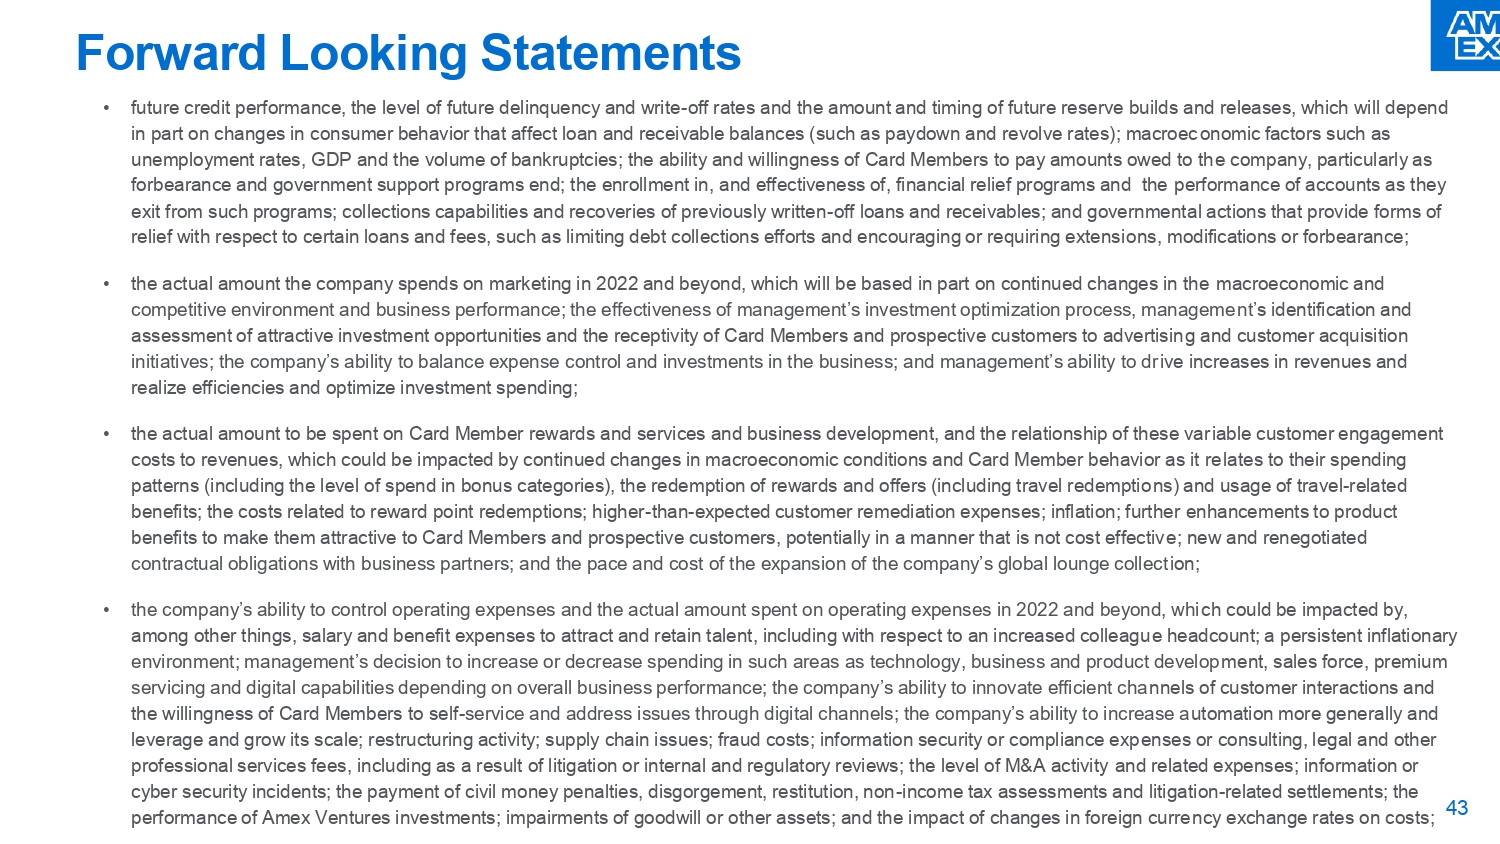 Forward Looking Statements
AM
EX
• future credit performance, the level of future delinquency and write-off rates and the amount and timing of future reserve builds and releases, which will depend
in part on changes in consumer behavior that affect loan and receivable balances (such as paydown and revolve rates); macroeconomic factors such as
unemployment rates, GDP and the volume of bankruptcies; the ability and willingness of Card Members to pay amounts owed to the company, particularly as
forbearance and government support programs end; the enrollment in, and effectiveness of, financial relief programs and the performance of accounts as they
exit from such programs; collections capabilities and recoveries of previously written-off loans and receivables; and governmental actions that provide forms of
relief with respect to certain loans and fees, such as limiting debt collections efforts and encouraging or requiring extensions, modifications or forbearance;
• the actual amount the company spends on marketing in 2022 and beyond, which will be based in part on continued changes in the macroeconomic and
competitive environment and business performance; the effectiveness of management’s investment optimization process, management’s identification and
assessment of attractive investment opportunities and the receptivity of Card Members and prospective customers to advertising and customer acquisition
initiatives; the company’s ability to balance expense control and investments in the business; and management’s ability to drive increases in revenues and
realize efficiencies and optimize investment spending;
• the actual amount to be spent on Card Member rewards and services and business development, and the relationship of these variable customer engagement
costs to revenues, which could be impacted by continued changes in macroeconomic conditions and Card Member behavior as it relates to their spending
patterns (including the level of spend in bonus categories), the redemption of rewards and offers (including travel redemptions) and usage of travel-related
benefits; the costs related to reward point redemptions; higher-than-expected customer remediation expenses; inflation; further enhancements to product
benefits to make them attractive to Card Members and prospective customers, potentially in a manner that is not cost effective; new and renegotiated
contractual obligations with business partners; and the pace and cost of the expansion of the company’s global lounge collection;
• the company’s ability to control operating expenses and the actual amount spent on operating expenses in 2022 and beyond, which could be impacted by,
among other things, salary and benefit expenses to attract and retain talent, including with respect to an increased colleague headcount; a persistent inflationary
environment; management’s decision to increase or decrease spending in such areas as technology, business and product development, sales force, premium
servicing and digital capabilities depending on overall business performance; the company’s ability to innovate efficient channels of customer interactions and
the willingness of Card Members to self-service and address issues through digital channels; the company’s ability to increase automation more generally and
leverage and grow its scale; restructuring activity; supply chain issues; fraud costs; information security or compliance expenses or consulting, legal and other
professional services fees, including as a result of litigation or internal and regulatory reviews; the level of M&A activity and related expenses; information or
cyber security incidents; the payment of civil money penalties, disgorgement, restitution, non-income tax assessments and litigation-related settlements; the
performance of Amex Ventures investments; impairments of goodwill or other assets; and the impact of changes in foreign currency exchange rates on costs;
43